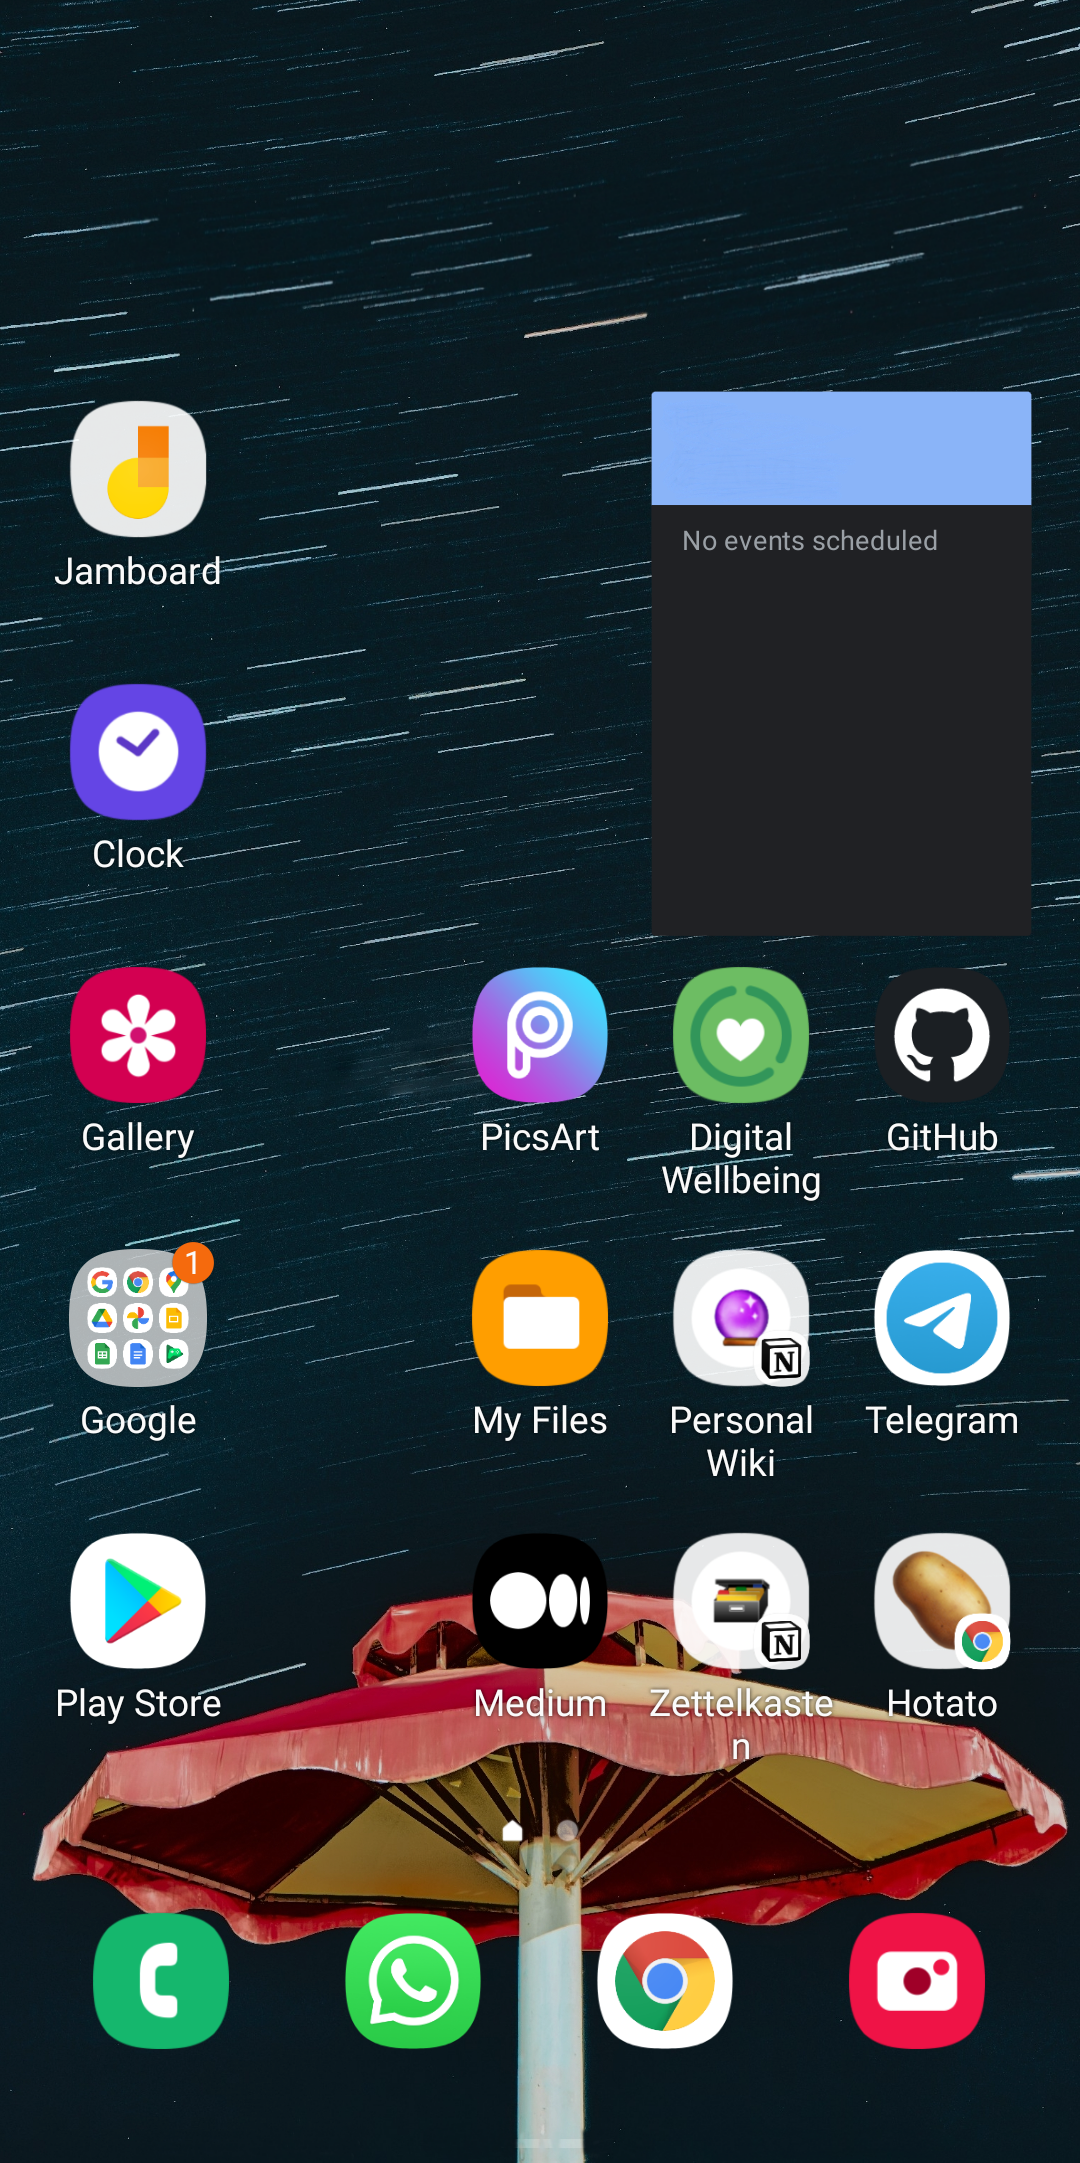 Jamboard
No events scheduled
Clock
Gallery
PicsArt
Digital
Wellbeing
GitHub
1
Google
My Files
Personal
Wiki
Telegram
Play Store
Medium
Zettelkaste
n
Hotato